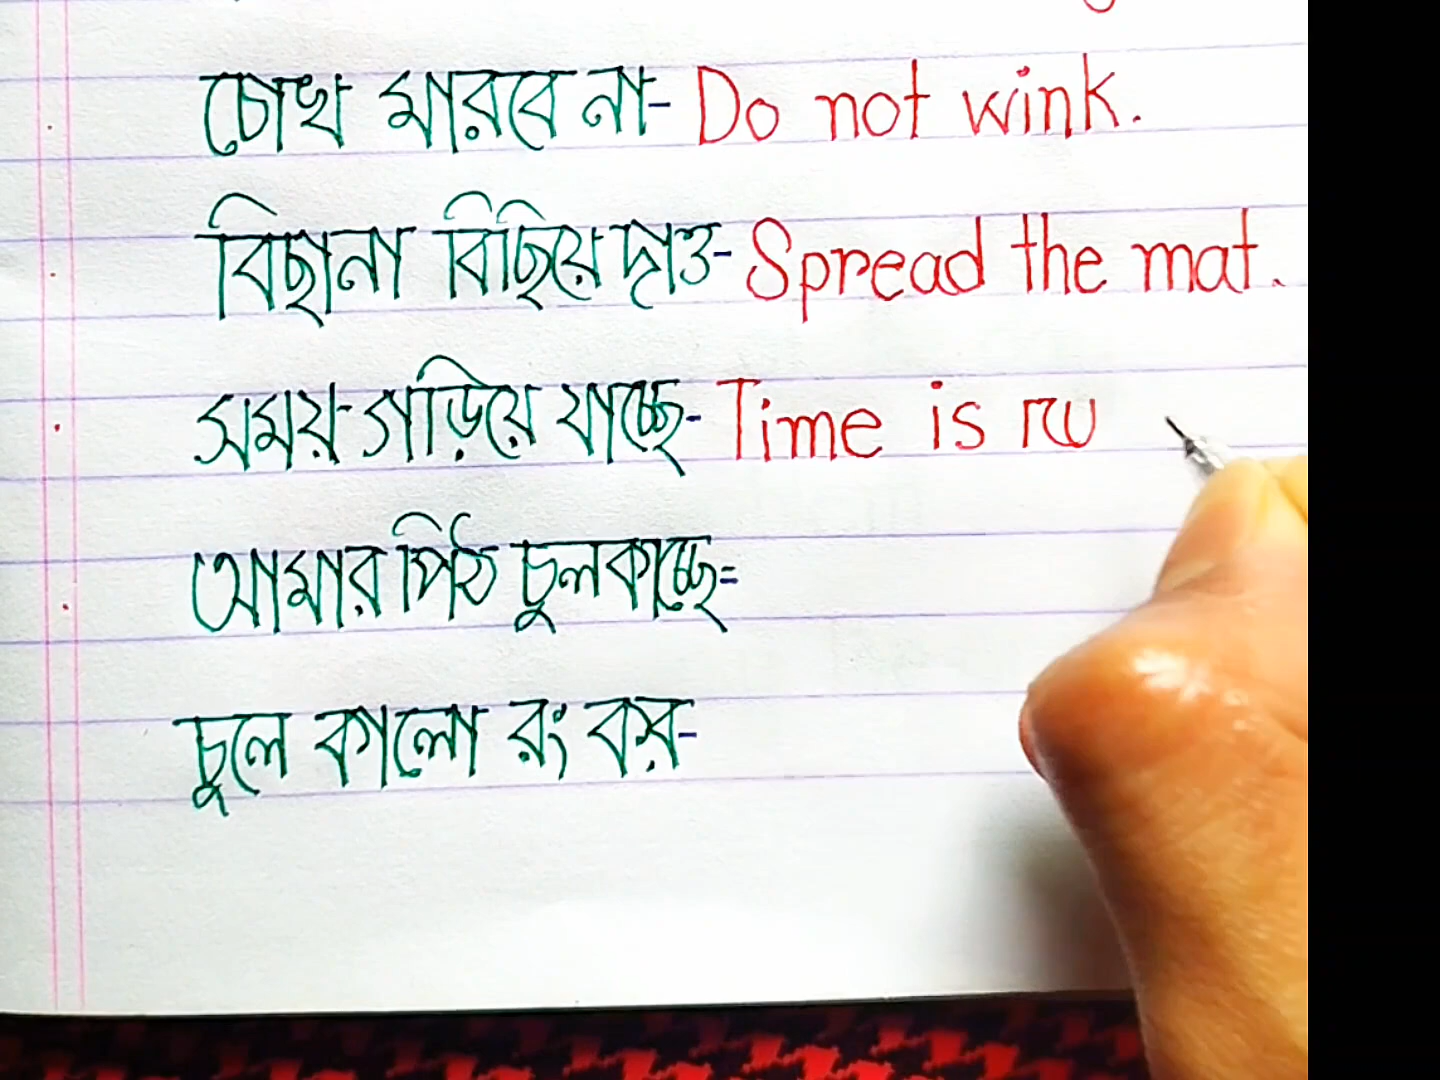 চোখ মারবে না- Do not wink.
বিছানা বিছিয়ে দাও- Spread the mat.
সময় গড়িয়ে যাচ্ছে- Time is ru
আমার পিঠ চুলকাচ্ছে-
চুলে কালো রং কর-